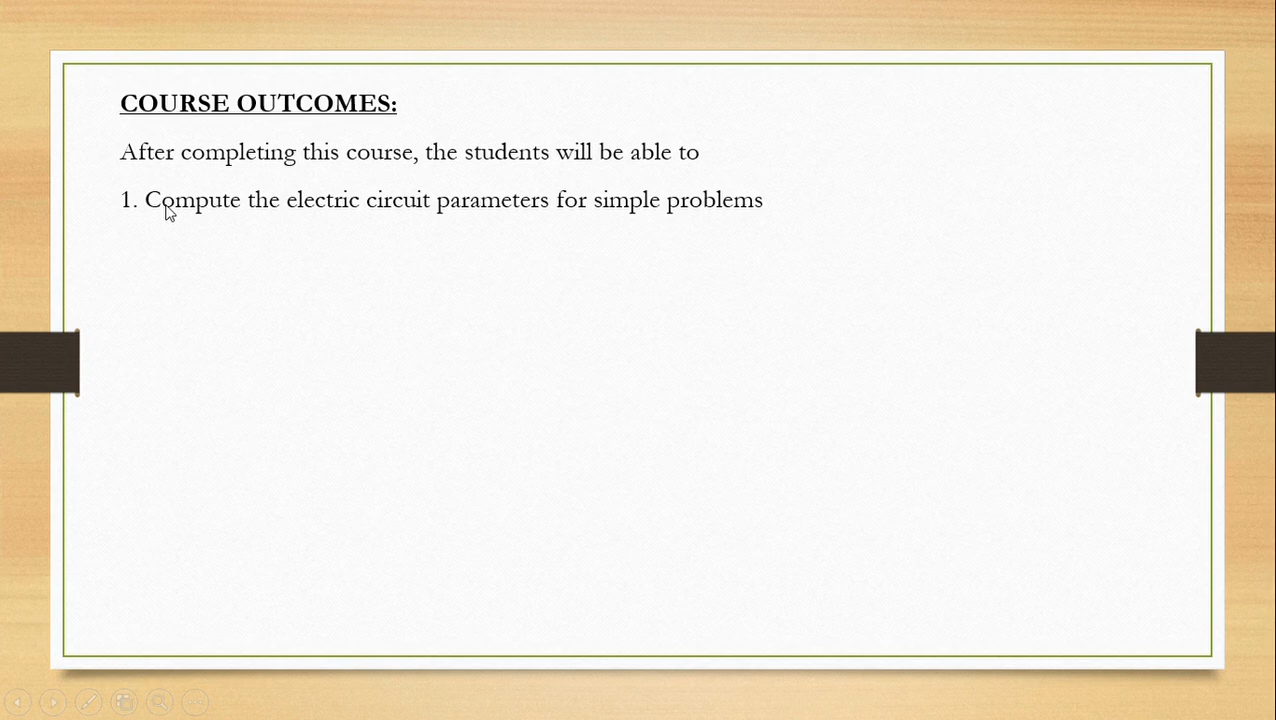 COURSE OUTCOMES:
After completing this course, the students will be able to
1. Compute the electric circuit parameters for simple problems